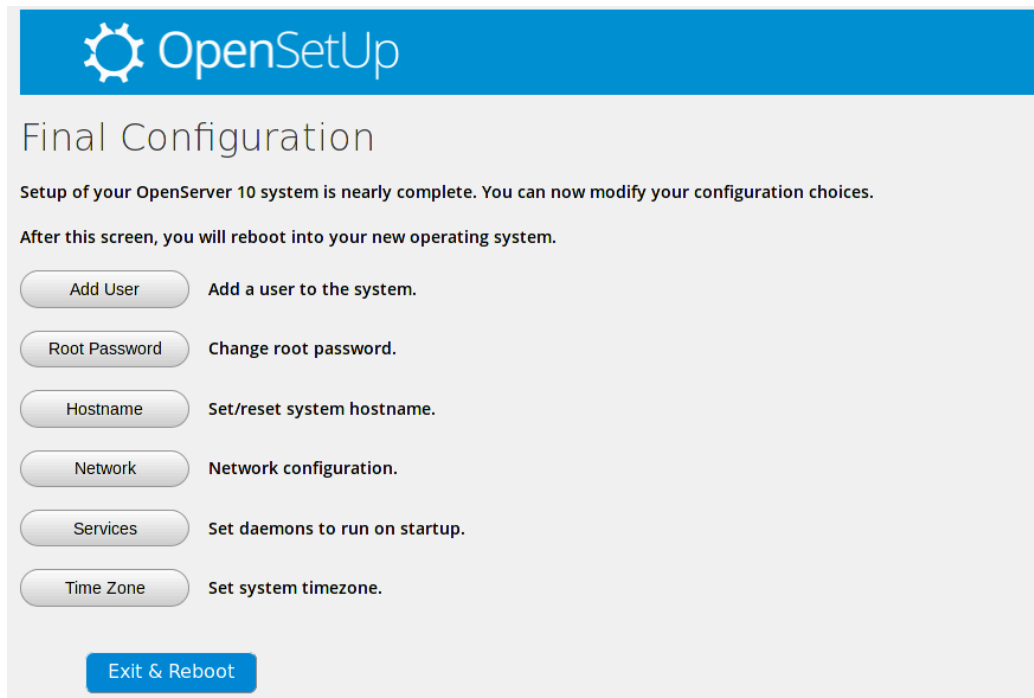 OpenSetUp
Final Configuration
Setup of your OpenServer 10 system is nearly complete. You can now modify your configuration choices.
After this screen, you will reboot into your new operating system.
Add User Add a user to the system.
Root Password Change root password.
Hostname Set/reset system hostname.
Network Network configuration.
Services Set daemons to run on startup.
Time Zone Set system timezone.
Exit & Reboot